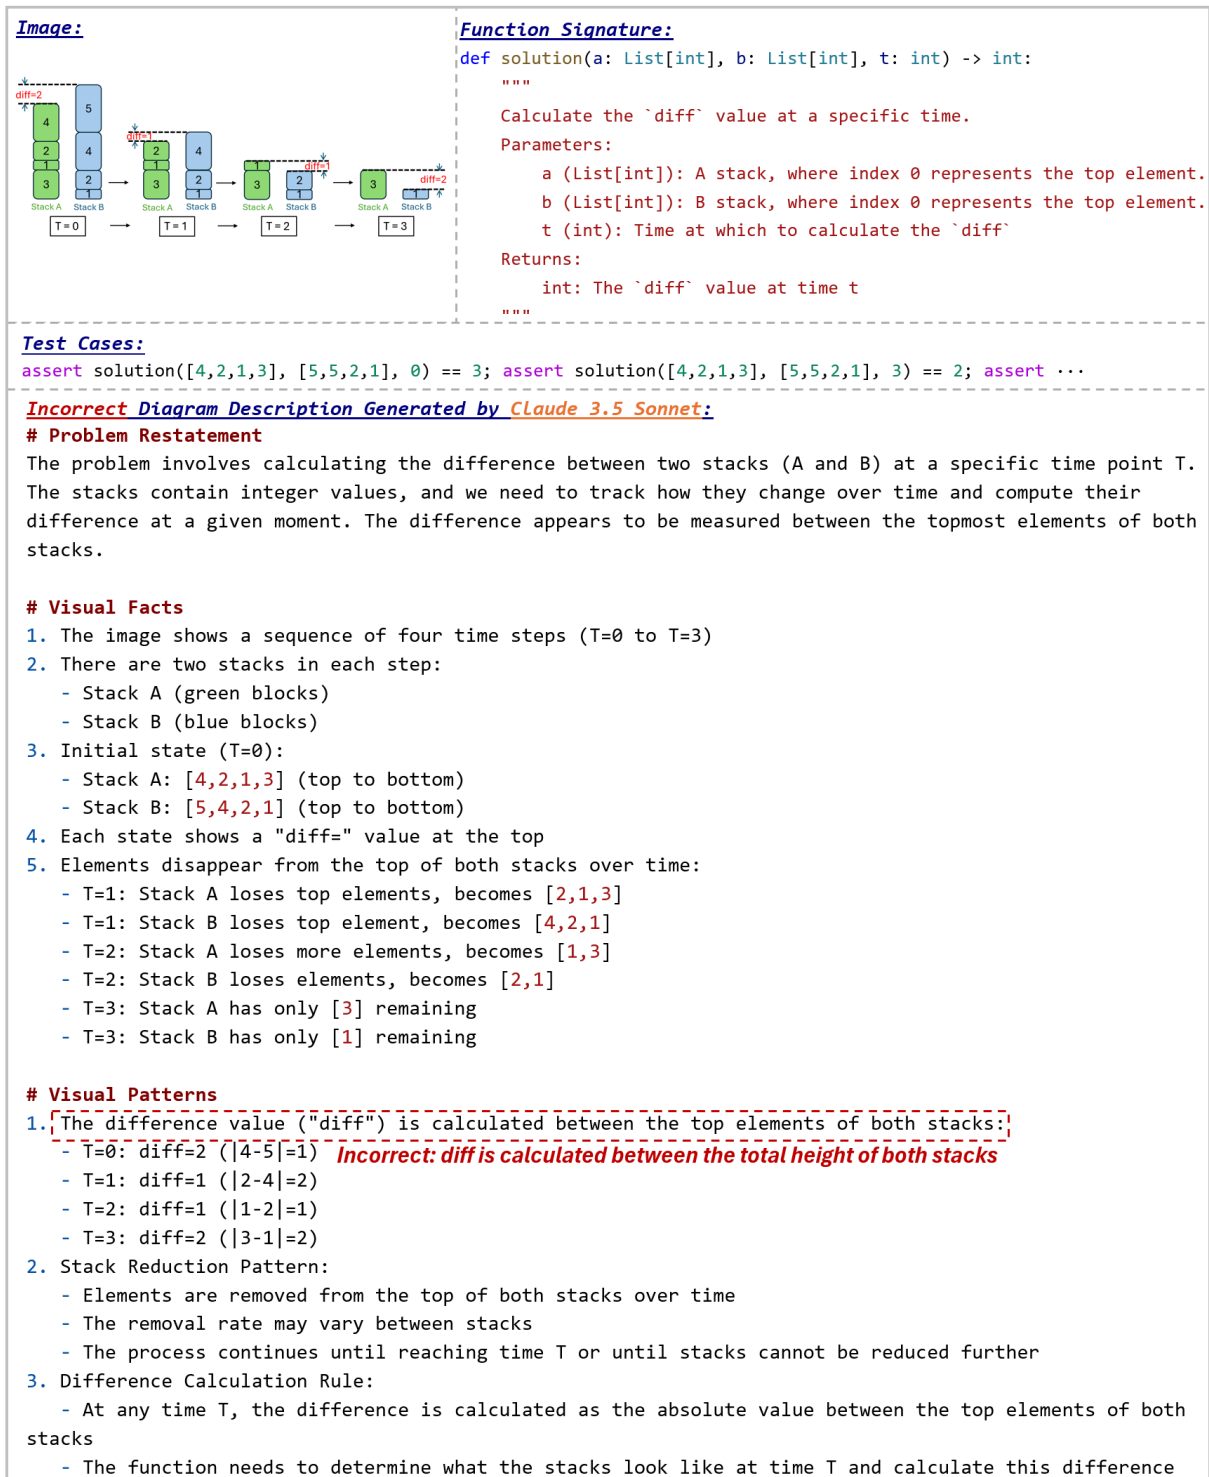 Image:
diff=2
5
4
2
1
3
4
2
1
Stack A
Stack B
T = 0
diff=1
2
3
4
2
1
Stack A
Stack B
T = 1
1
3
diff=1
2
1
Stack A
Stack B
T = 2
3
diff=2
1
Stack A
Stack B
T = 3
Function Signature:
def solution(a: List[int], b: List[int], t: int) -> int:
"""
Calculate the `diff` value at a specific time.
Parameters:
a (List[int]): A stack, where index 0 represents the top element.
b (List[int]): B stack, where index 0 represents the top element.
t (int): Time at which to calculate the `diff`
Returns:
int: The `diff` value at time t
"""
Test Cases:
assert solution([4,2,1,3], [5,5,2,1], 0) == 3; assert solution([4,2,1,3], [5,5,2,1], 3) == 2; assert ···
Incorrect Diagram Description Generated by Claude 3.5 Sonnet:
# Problem Restatement
The problem involves calculating the difference between two stacks (A and B) at a specific time point T.
The stacks contain integer values, and we need to track how they change over time and compute their
difference at a given moment. The difference appears to be measured between the topmost elements of both
stacks.
# Visual Facts
1. The image shows a sequence of four time steps (T=0 to T=3)
2. There are two stacks in each step:
- Stack A (green blocks)
- Stack B (blue blocks)
3. Initial state (T=0):
- Stack A: [4,2,1,3] (top to bottom)
- Stack B: [5,4,2,1] (top to bottom)
4. Each state shows a "diff=" value at the top
5. Elements disappear from the top of both stacks over time:
- T=1: Stack A loses top elements, becomes [2,1,3]
- T=1: Stack B loses top element, becomes [4,2,1]
- T=2: Stack A loses more elements, becomes [1,3]
- T=2: Stack B loses elements, becomes [2,1]
- T=3: Stack A has only [3] remaining
- T=3: Stack B has only [1] remaining
# Visual Patterns
1. The difference value ("diff") is calculated between the top elements of both stacks:
- T=0: diff=2 (|4-5|=1) Incorrect: diff is calculated between the total height of both stacks
- T=1: diff=1 (|2-4|=2)
- T=2: diff=1 (|1-2|=1)
- T=3: diff=2 (|3-1|=2)
2. Stack Reduction Pattern:
- Elements are removed from the top of both stacks over time
- The removal rate may vary between stacks
- The process continues until reaching time T or until stacks cannot be reduced further
3. Difference Calculation Rule:
- At any time T, the difference is calculated as the absolute value between the top elements of both
stacks
- The function needs to determine what the stacks look like at time T and calculate this difference